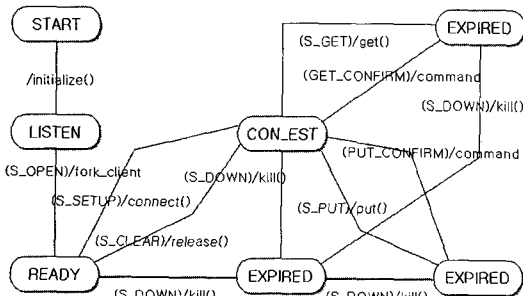 START
EXPIRED
(S_GET)/get()
/initialize()
(GET_CONFIRM)/command
(S_DOWN)/kill()
LISTEN
CON_EST
(PUT_CONFIRM)/command
(S_OPEN)/fork_client
(S_DOWN)/kill()
(S_SETUP)/connect()
(S_PUT)/put()
(S_CLEAR)/release()
READY
EXPIRED
EXPIRED
(S_DOWN)/kill()
(S_DOWN)/kill()